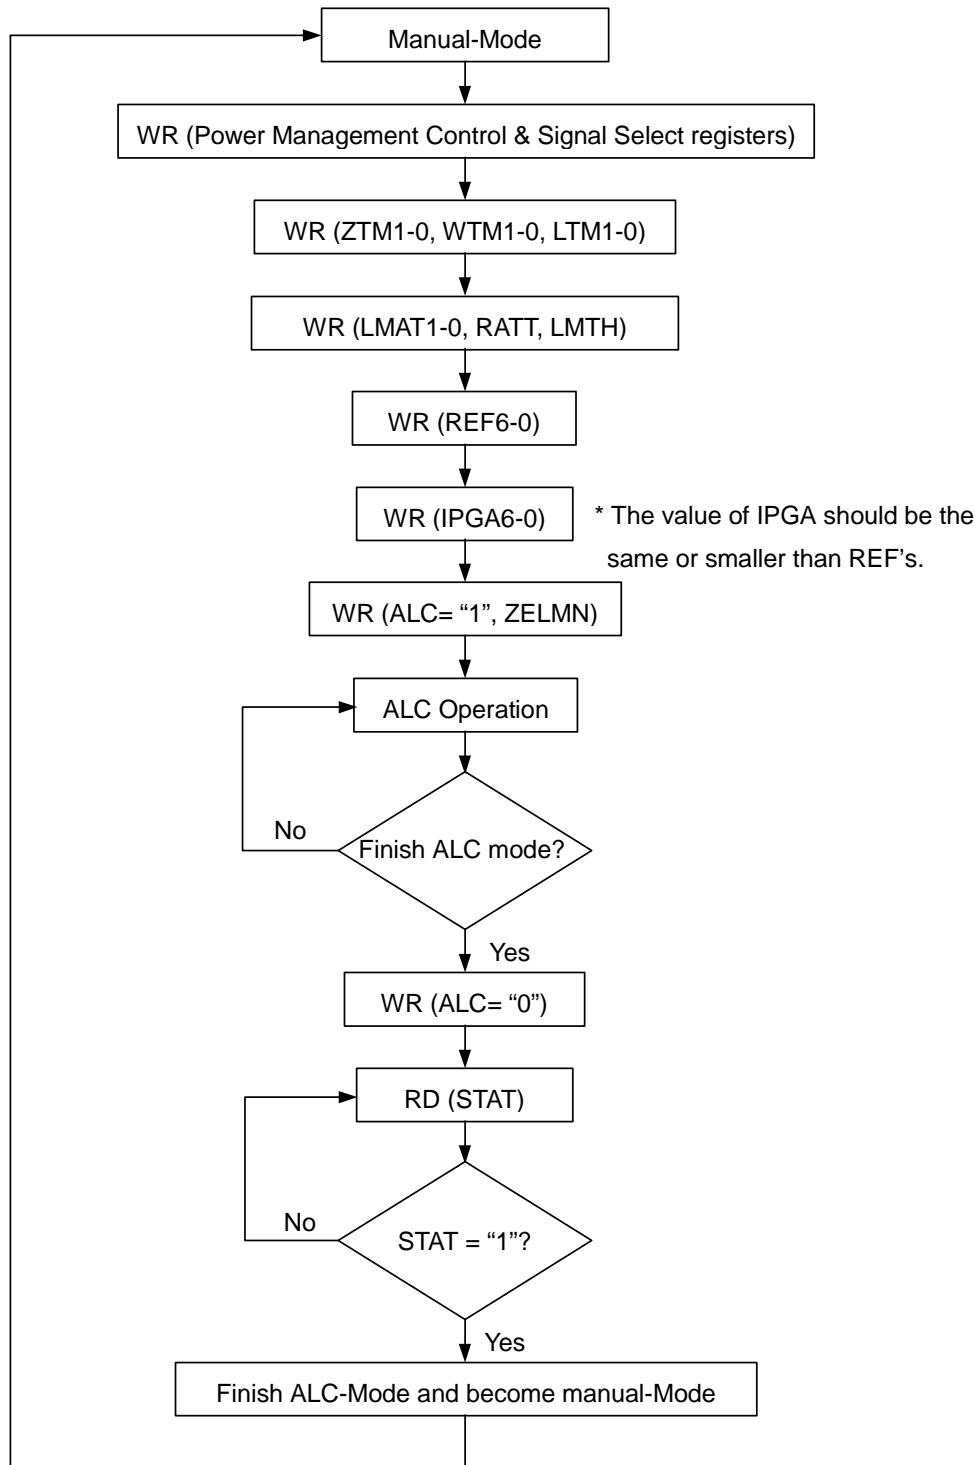 Manual-Mode
WR (Power Management Control & Signal Select registers)
WR (ZTM1-0, WTM1-0, LTM1-0)
WR (LMAT1-0, RATT, LMTH)
WR (REF6-0)
WR (IPGA6-0)
* The value of IPGA should be the
same or smaller than REF’s.
WR (ALC= “1”, ZELMN)
ALC Operation
No
Finish ALC mode?
Yes
WR (ALC= “0”)
RD (STAT)
No
STAT = “1”?
Yes
Finish ALC-Mode and become manual-Mode